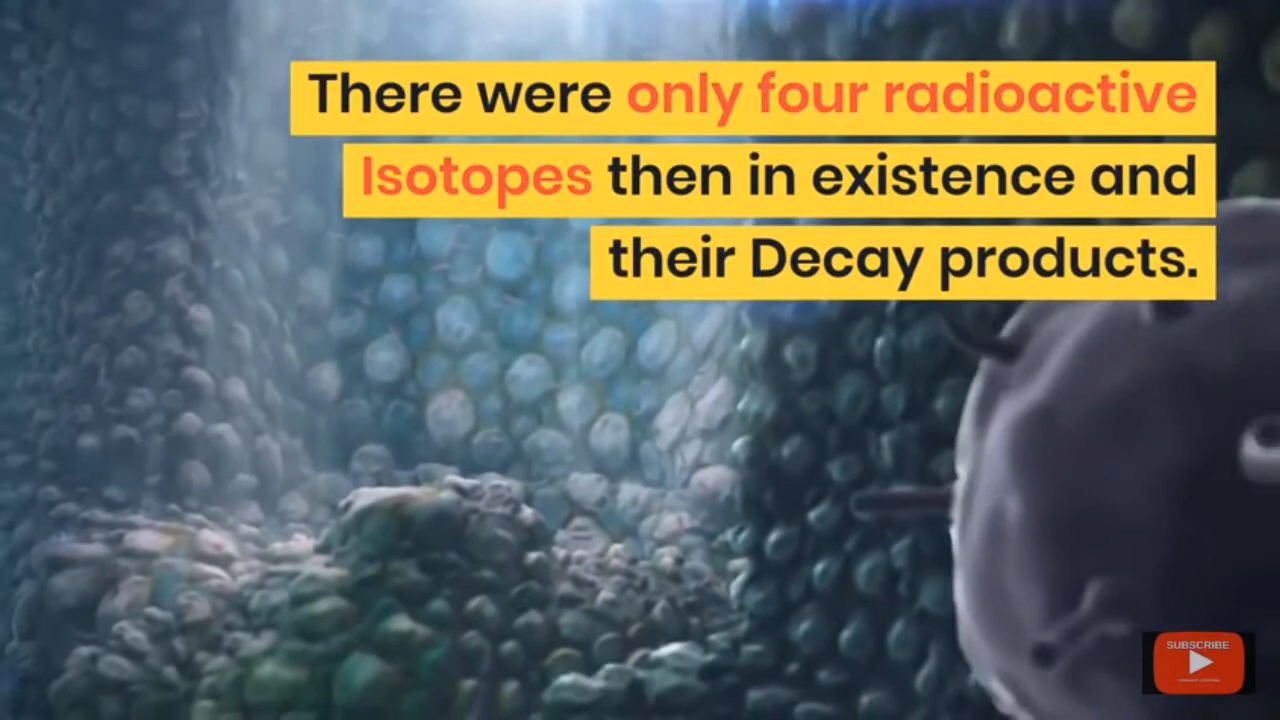 There were only four radioactive
Isotopes then in existence and
their Decay products.
SUBSCRIBE